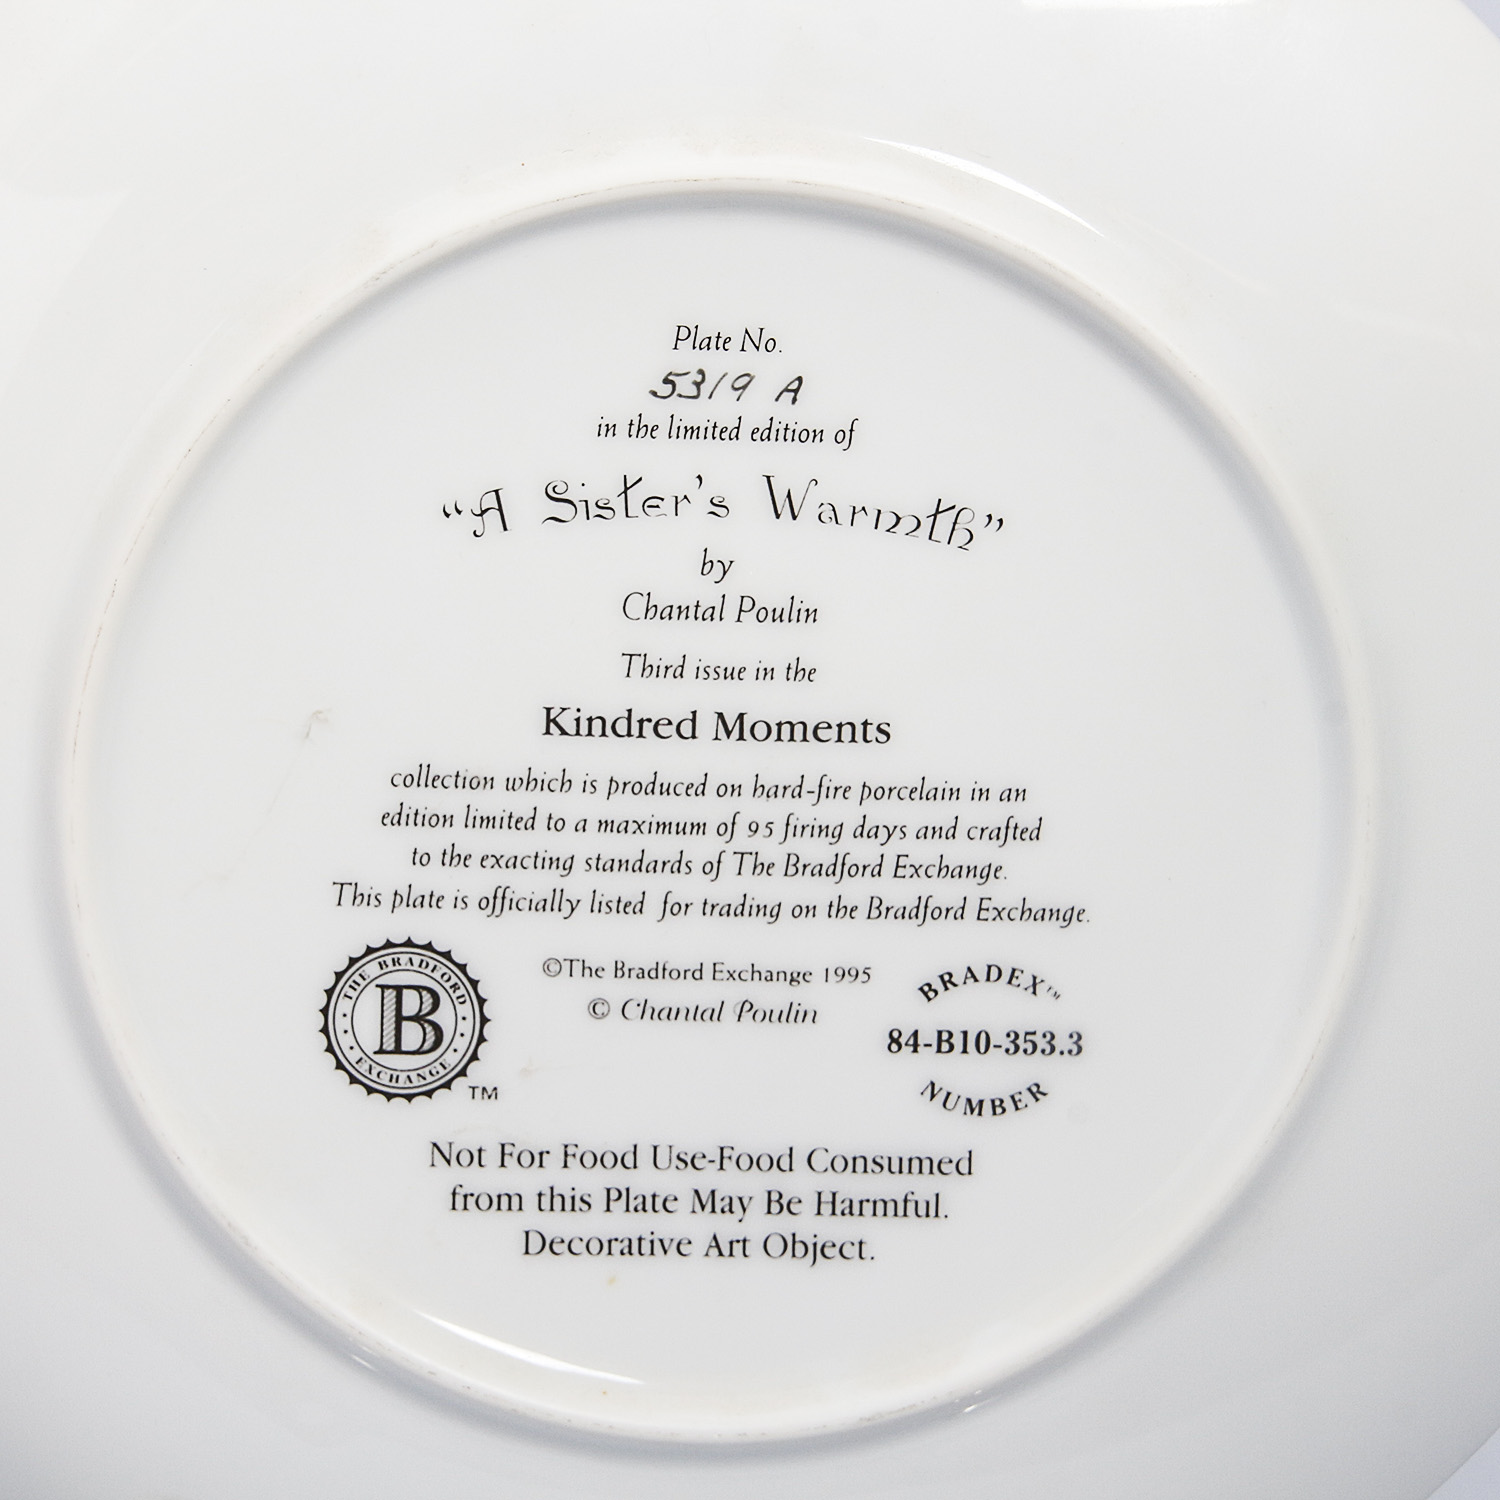 Plate No.
5319 A
in the limited edition of
“A Sister's Warmth”
by
Chantal Poulin
Third issue in the
Kindred Moments
collection which is produced on hard-fire porcelain in an
edition limited to a maximum of 95 firing days and crafted
to the exacting standards of The Bradford Exchange.
This plate is officially listed for trading on the Bradford Exchange.
THE BRADFORD
B
EXCHANGE
TM
©The Bradford Exchange 1995
© Chantal Poulin
BRADEX™
84-B10-353.3
NUMBER
Not For Food Use-Food Consumed
from this Plate May Be Harmful.
Decorative Art Object.